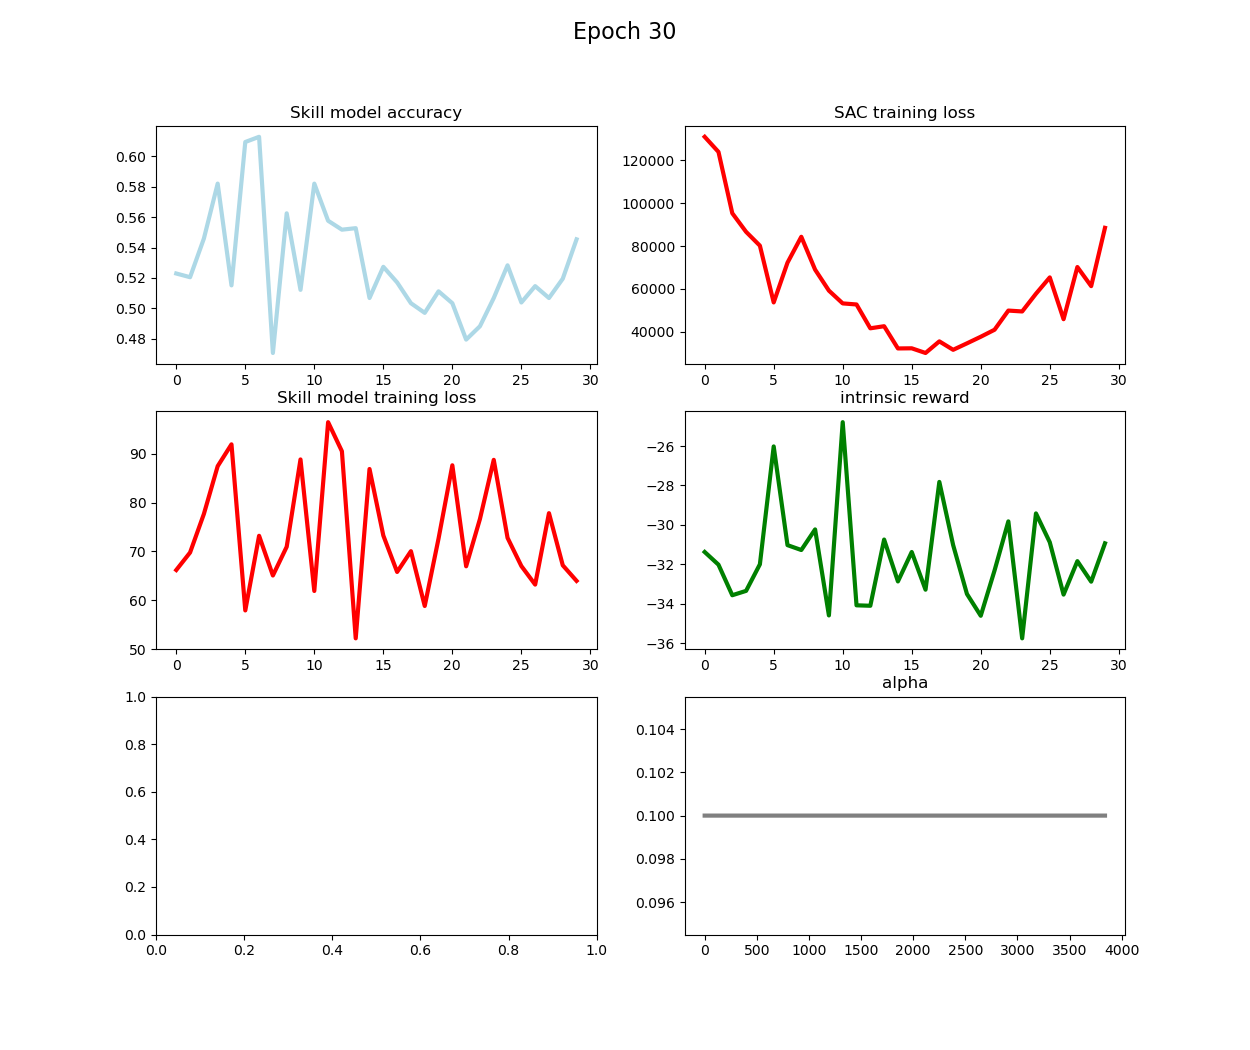 Epoch 30
Skill model accuracy
SAC training loss
0.60
0.58
0.56
0.54
0.52
0.50
0.48
0 5 10 15 20 25 30
120000
100000
80000
60000
40000
0 5 10 15 20 25 30
Skill model training loss
intrinsic reward
90
80
70
60
50
0 5 10 15 20 25 30
−26
−28
−30
−32
−34
−36
0 5 10 15 20 25 30
alpha
1.0
0.8
0.6
0.4
0.2
0.0
0.0 0.2 0.4 0.6 0.8 1.0
0.104
0.102
0.100
0.098
0.096
0 500 1000 1500 2000 2500 3000 3500 4000